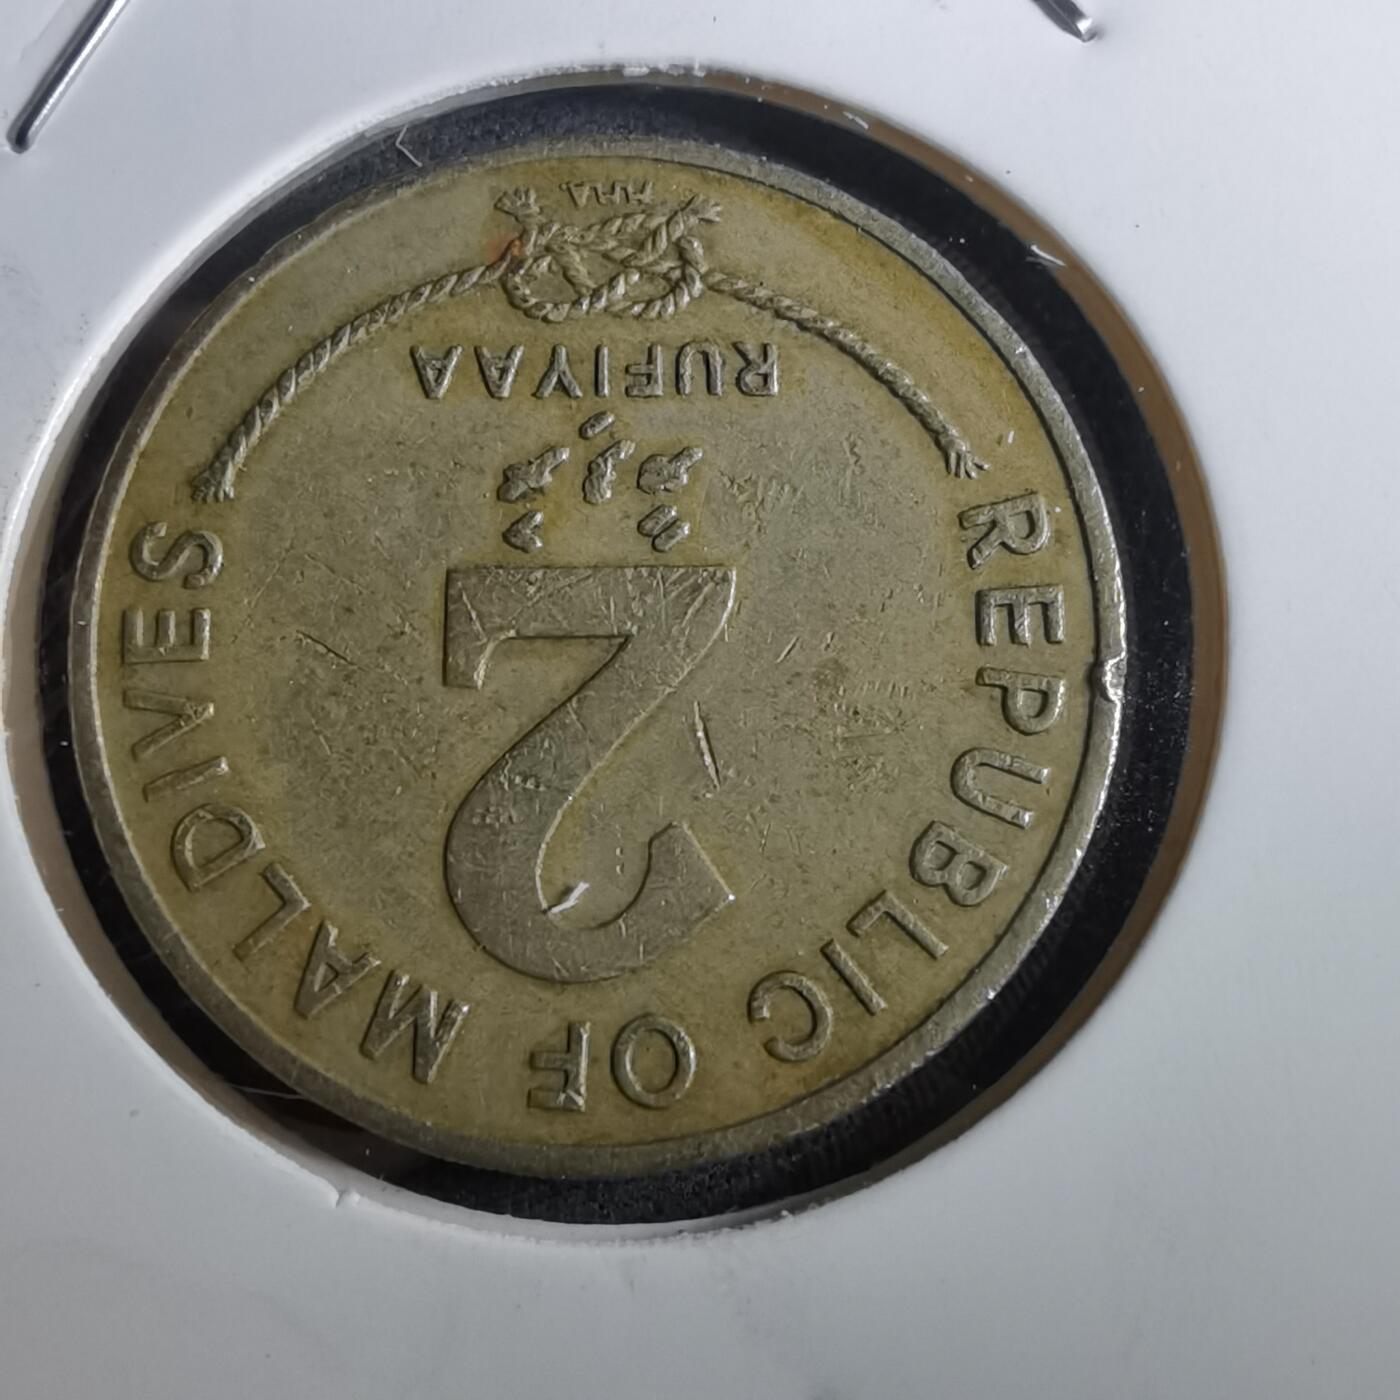 REPUBLIC OF MALDIVES
2
RUFIYAA